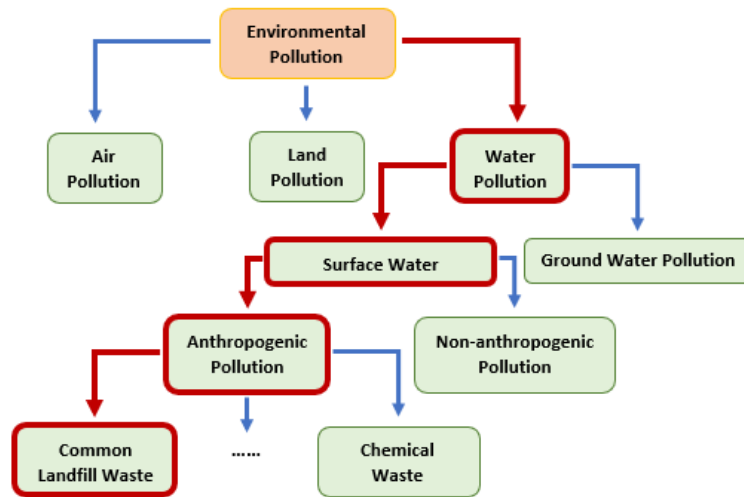 Environmental
Pollution
Air
Pollution
Land
Pollution
Water
Pollution
Surface Water
Ground Water Pollution
Anthropogenic
Pollution
Non-anthropogenic
Pollution
Common
Landfill Waste
......
Chemical
Waste